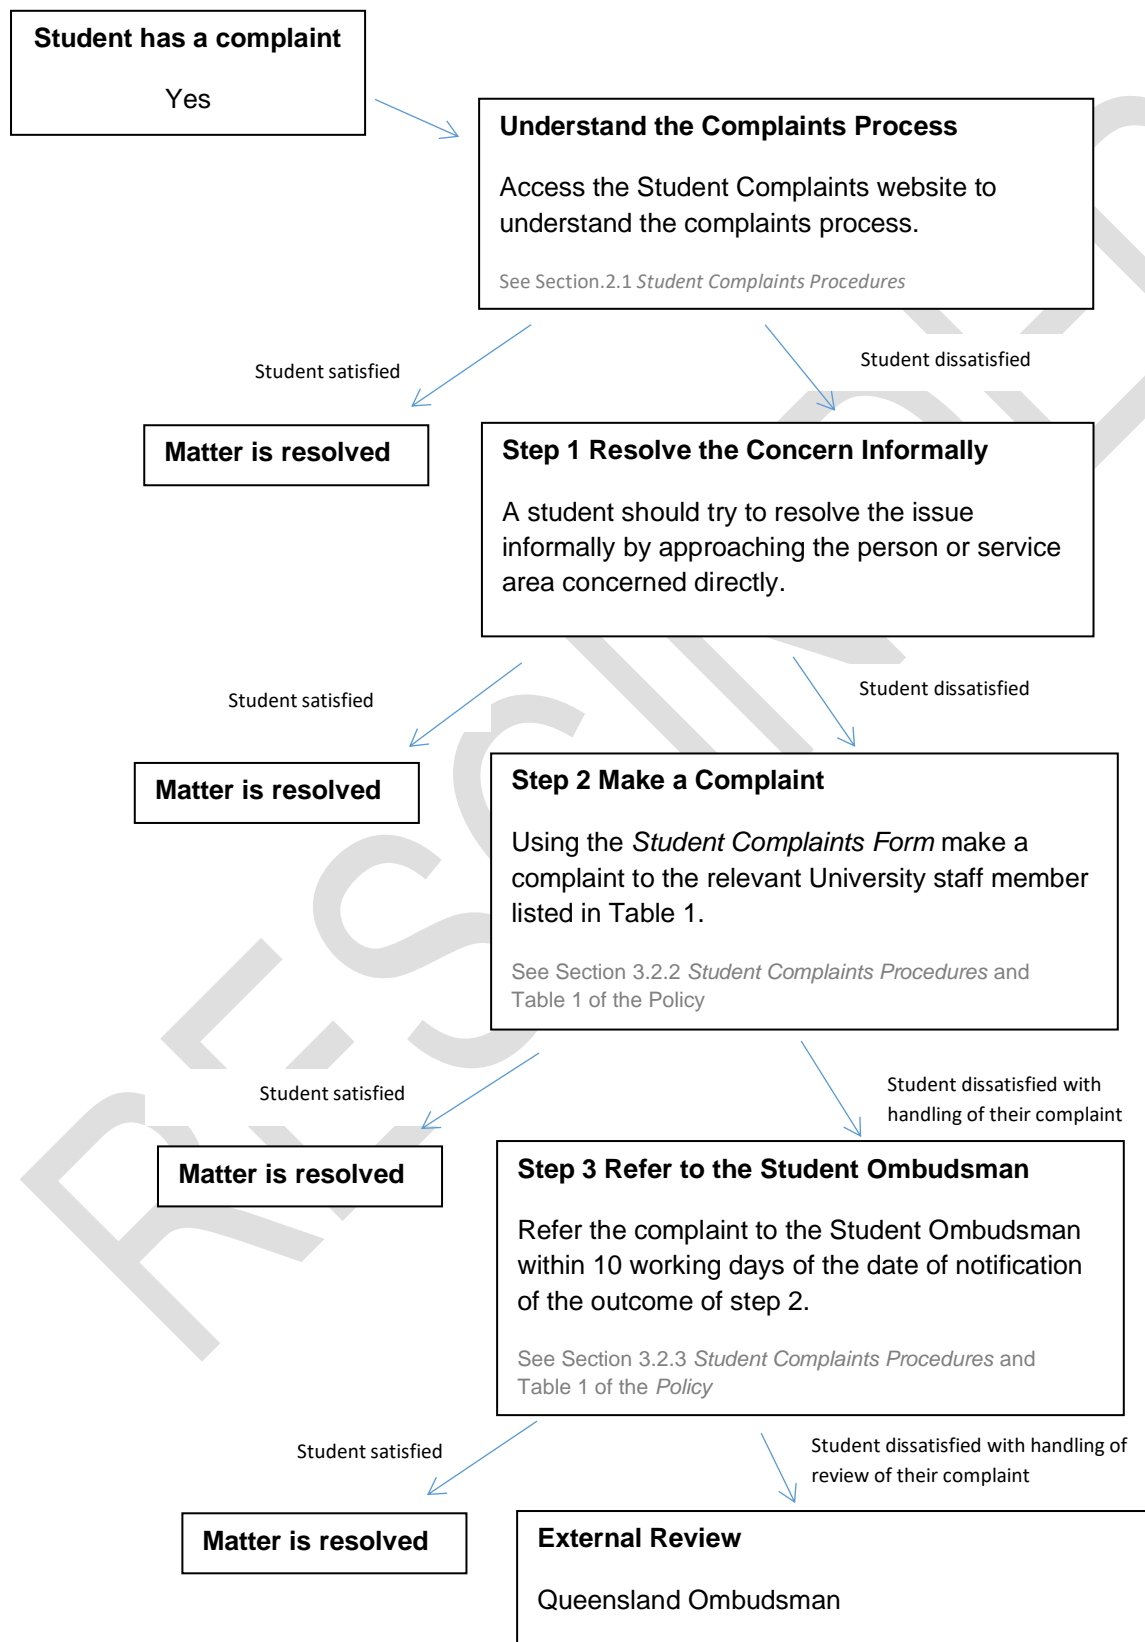 Student has a complaint
Yes
Understand the Complaints Process
Access the Student Complaints website to
understand the complaints process.
See Section.2.1 Student Complaints Procedures
Student satisfied
Student dissatisfied
Matter is resolved
Step 1 Resolve the Concern Informally
A student should try to resolve the issue
informally by approaching the person or service
area concerned directly.
Student satisfied
Student dissatisfied
Matter is resolved
Step 2 Make a Complaint
Using the Student Complaints Form make a
complaint to the relevant University staff member
listed in Table 1.
See Section 3.2.2 Student Complaints Procedures and
Table 1 of the Policy
Student satisfied
Student dissatisfied with
handling of their complaint
Matter is resolved
Step 3 Refer to the Student Ombudsman
Refer the complaint to the Student Ombudsman
within 10 working days of the date of notification
of the outcome of step 2.
See Section 3.2.3 Student Complaints Procedures and
Table 1 of the Policy
Student satisfied
Student dissatisfied with handling of
review of their complaint
Matter is resolved
External Review
Queensland Ombudsman